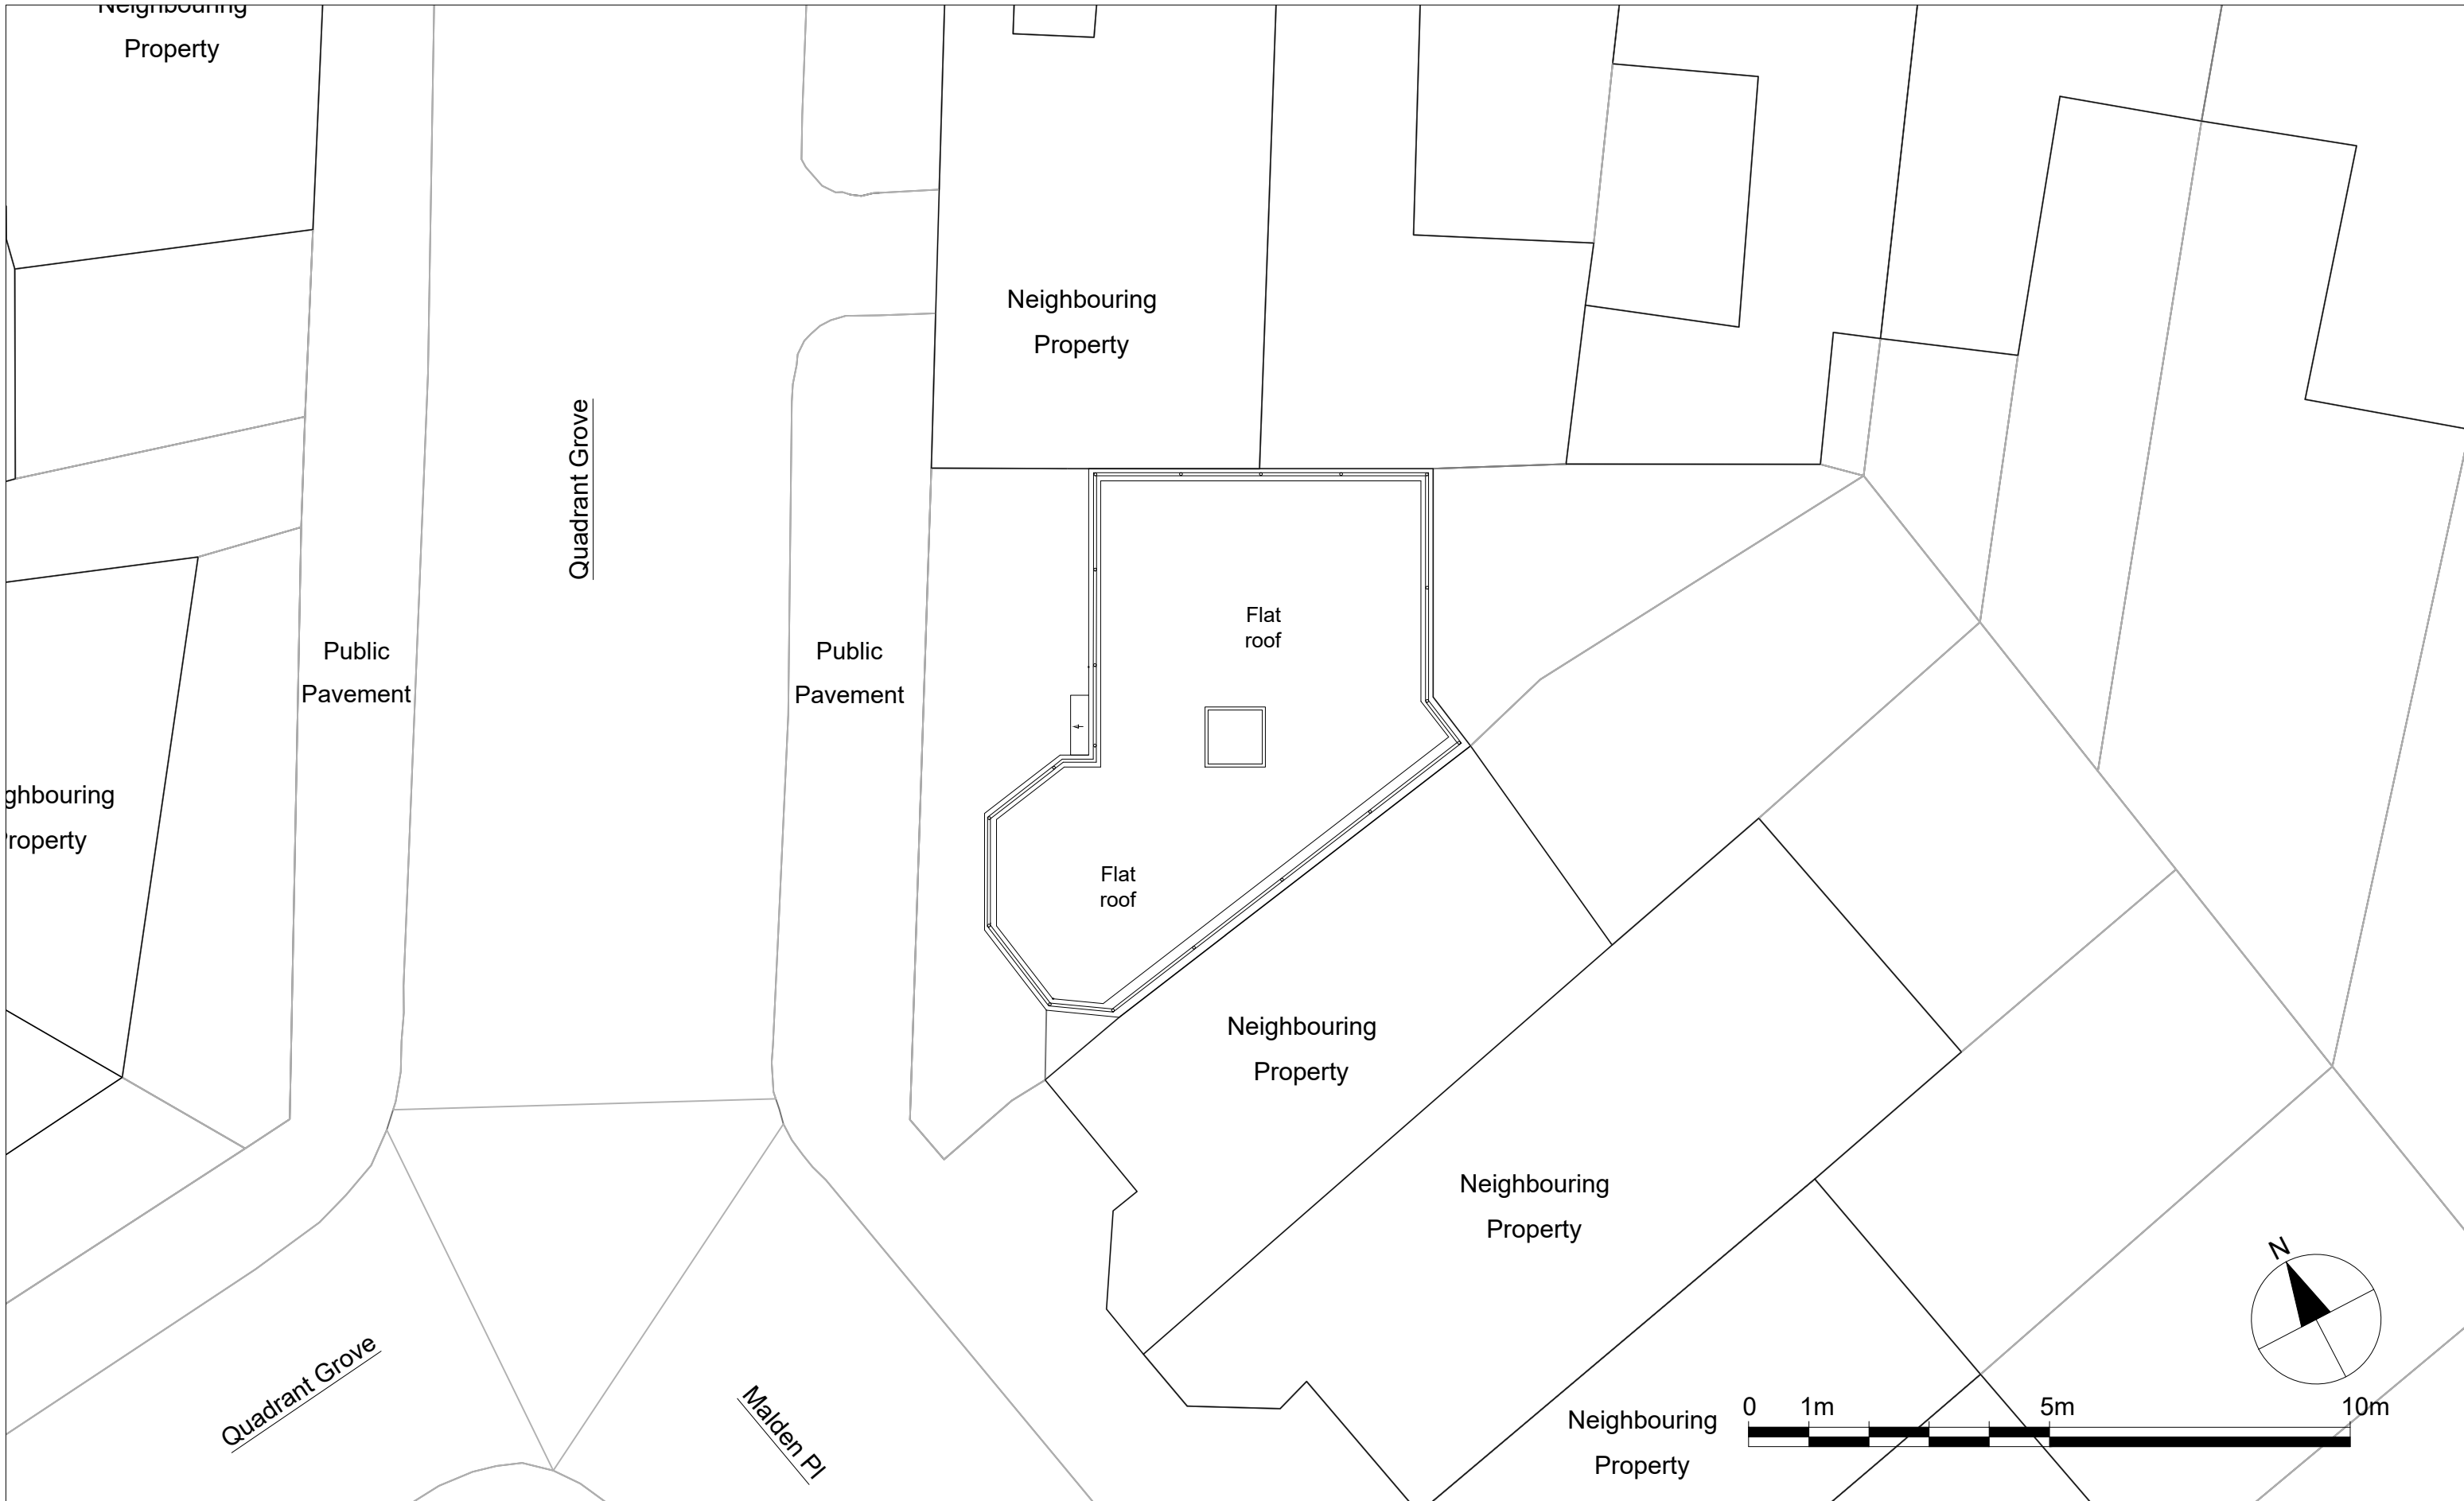 Neighbouring
Property
Neighbouring
Property
Quadrant Grove
Public
Pavement
Public
Pavement
Flat
roof
ghbouring
roperty
Flat
roof
Neighbouring
Property
Neighbouring
Property
N
Quadrant Grove
Malden Pl
Neighbouring
Property
0 1m 5m 10m